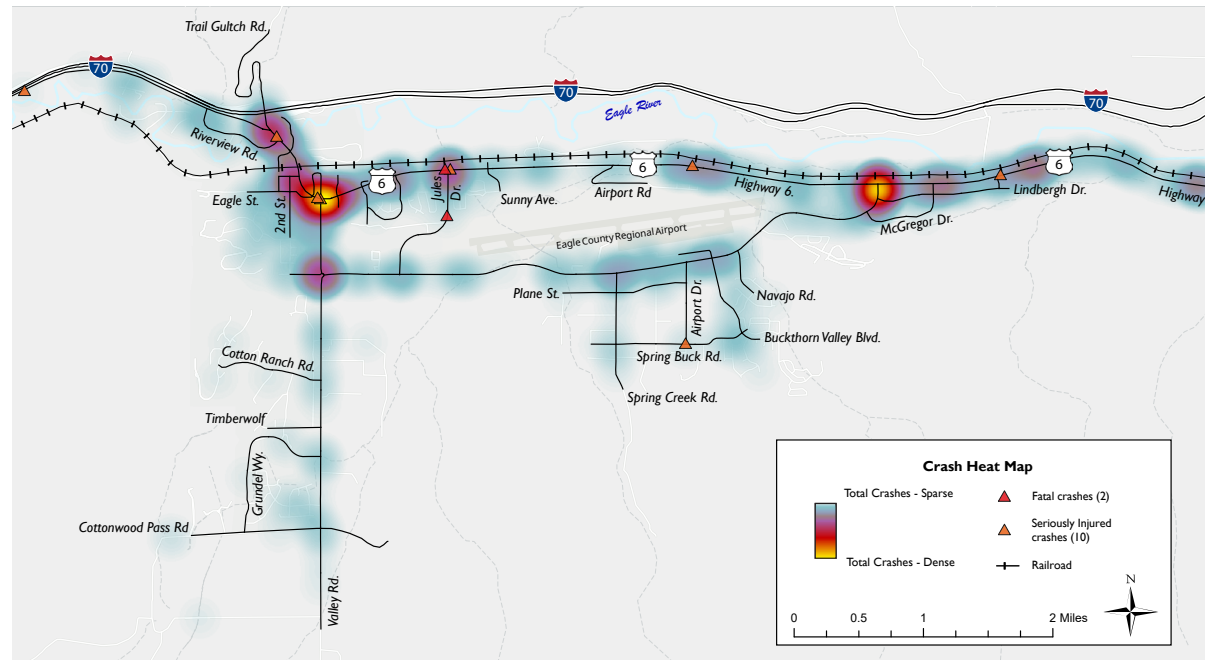 Trail Gultch Rd.
70
70
70
Eagle River
Riverview Rd.
6
6
6
Eagle St.
2nd St.
Jules
Dr.
Sunny Ave.
Airport Rd
Highway 6.
Lindbergh Dr.
Highway
McGregor Dr.
Eagle County Regional Airport
Plane St.
Airport Dr.
Navajo Rd.
Buckthorn Valley Blvd.
Spring Buck Rd.
Spring Creek Rd.
Cotton Ranch Rd.
Timberwolf
Grundel Wy.
Cottonwood Pass Rd
Valley Rd.
Crash Heat Map
Total Crashes - Sparse
Total Crashes - Dense
Fatal crashes (2)
Seriously Injured
crashes (10)
Railroad
N
0 0.5 1 2 Miles